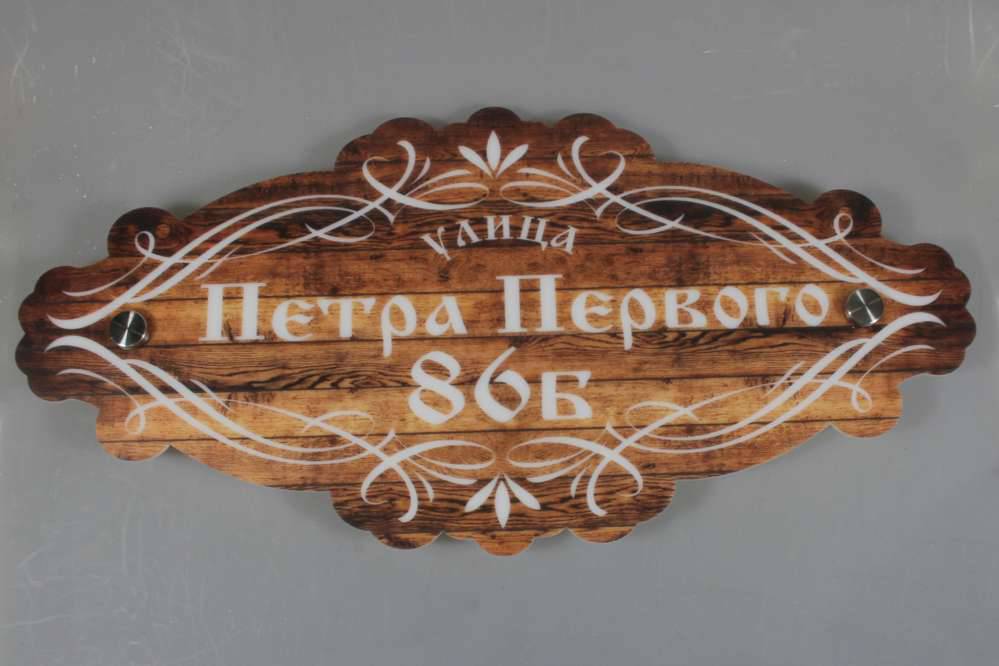 улица
Петра Первого
86Б